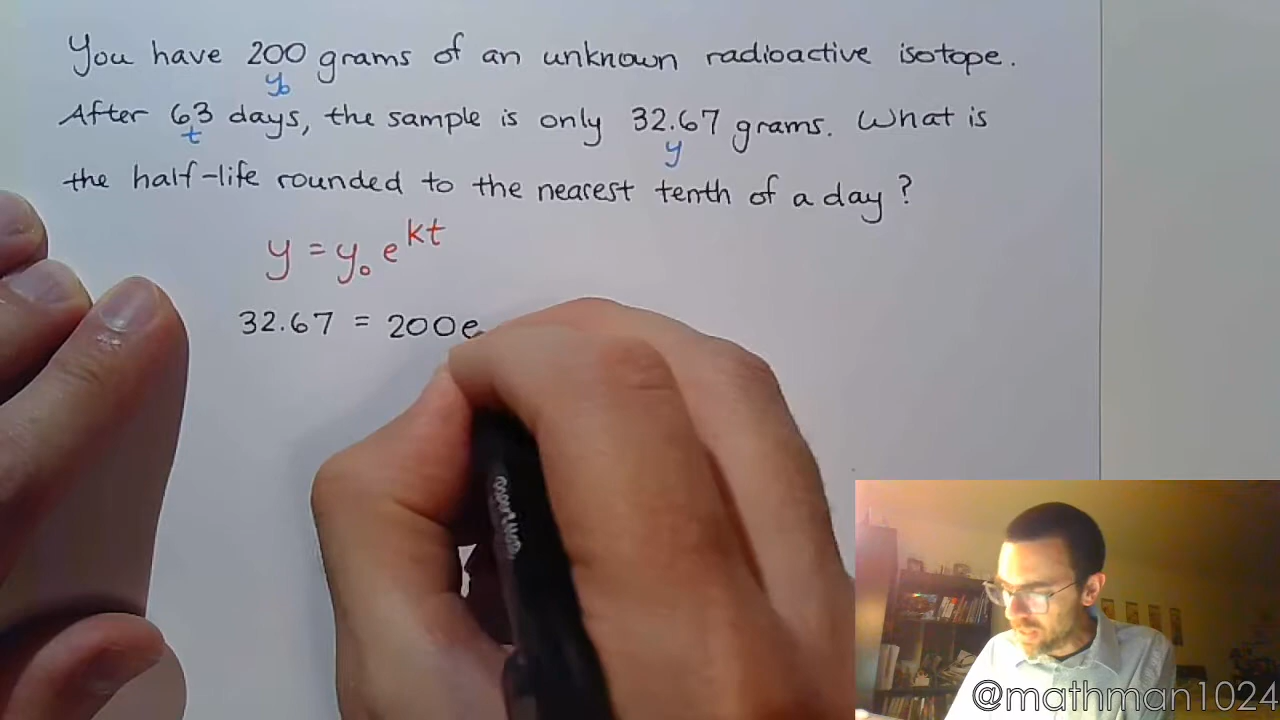 You have 200 grams of an unknown radioactive isotope.
y₀
After 63 days, the sample is only 32.67 grams. What is
t y
the half-life rounded to the nearest tenth of a day?
y = y₀ e^kt
32.67 = 200e
@mathman1024